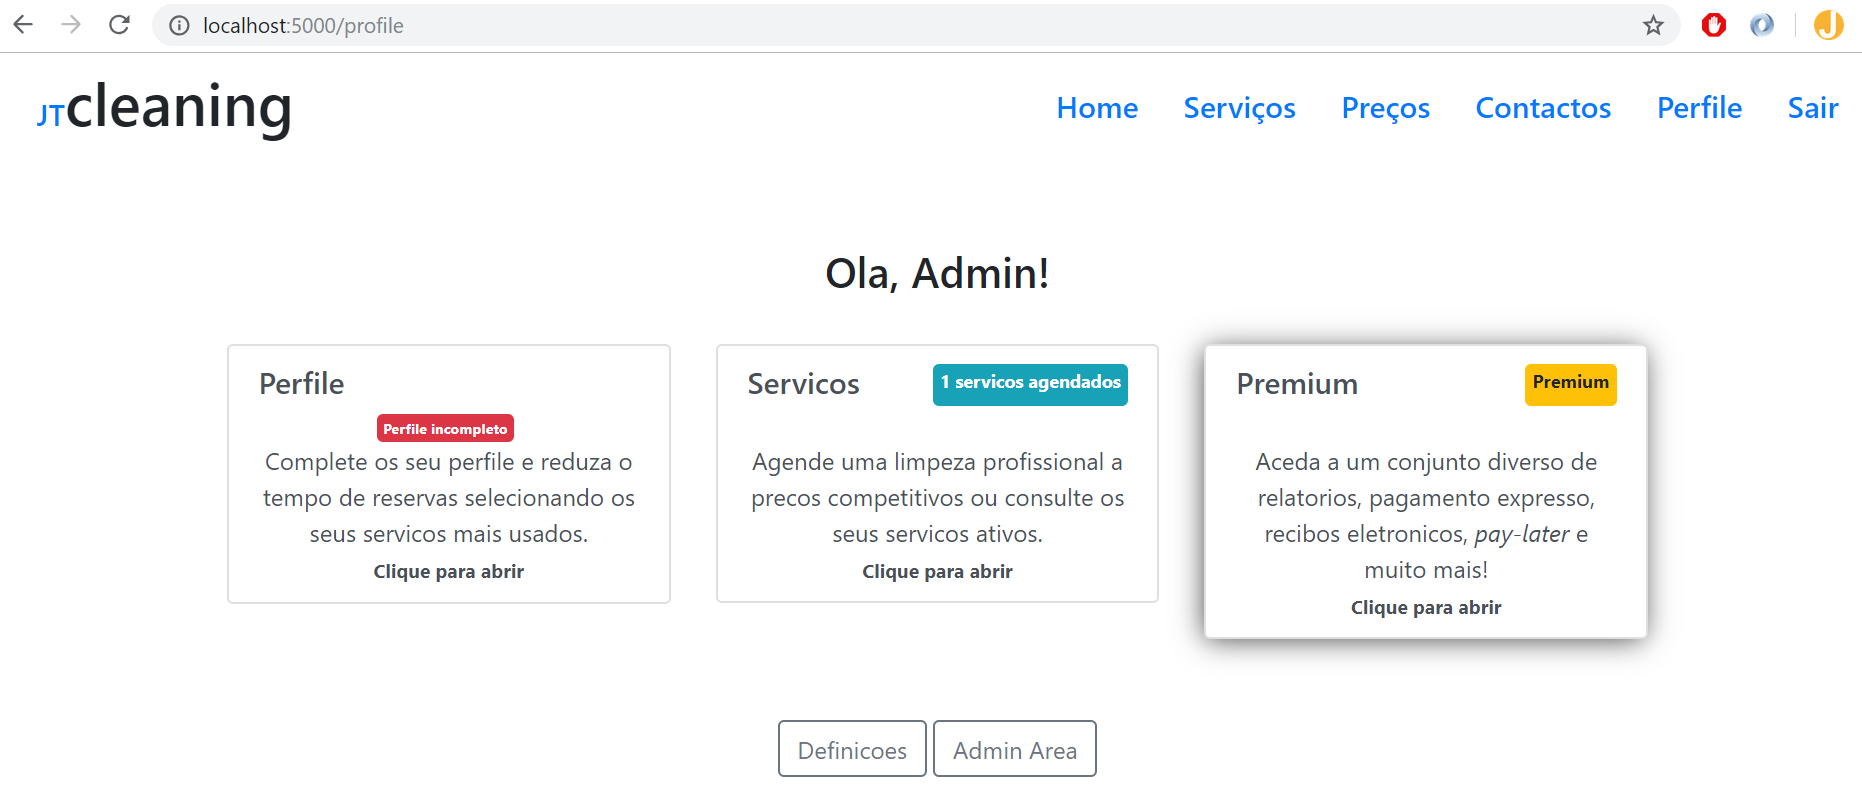 localhost:5000/profile
JTcleaning
Home Serviços Preços Contactos Perfile Sair
Ola, Admin!
Perfile
Perfile incompleto
Complete os seu perfile e reduza o
tempo de reservas selecionando os
seus servicos mais usados.
Clique para abrir
Servicos
1 servicos agendados
Agende uma limpeza profissional a
precos competitivos ou consulte os
seus servicos ativos.
Clique para abrir
Premium
Premium
Aceda a um conjunto diverso de
relatorios, pagamento expresso,
recibos eletronicos, pay-later e
muito mais!
Clique para abrir
Definicoes
Admin Area